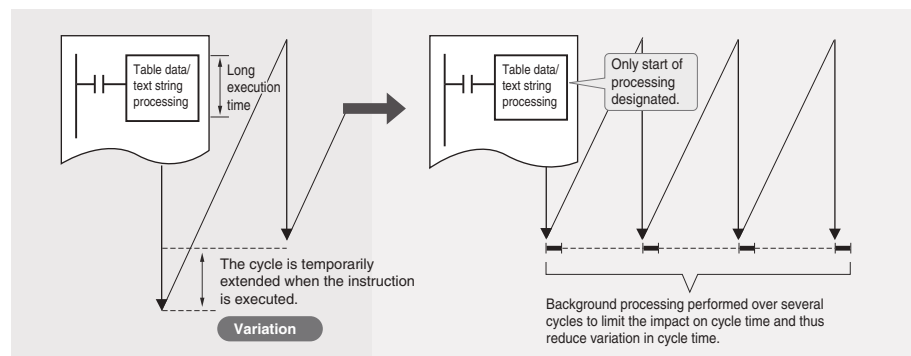 Table data/
text string
processing
Long
execution
time
The cycle is temporarily
extended when the instruction
is executed.
Variation
Table data/
text string
processing
Only start of
processing
designated.
Background processing performed over several
cycles to limit the impact on cycle time and thus
reduce variation in cycle time.